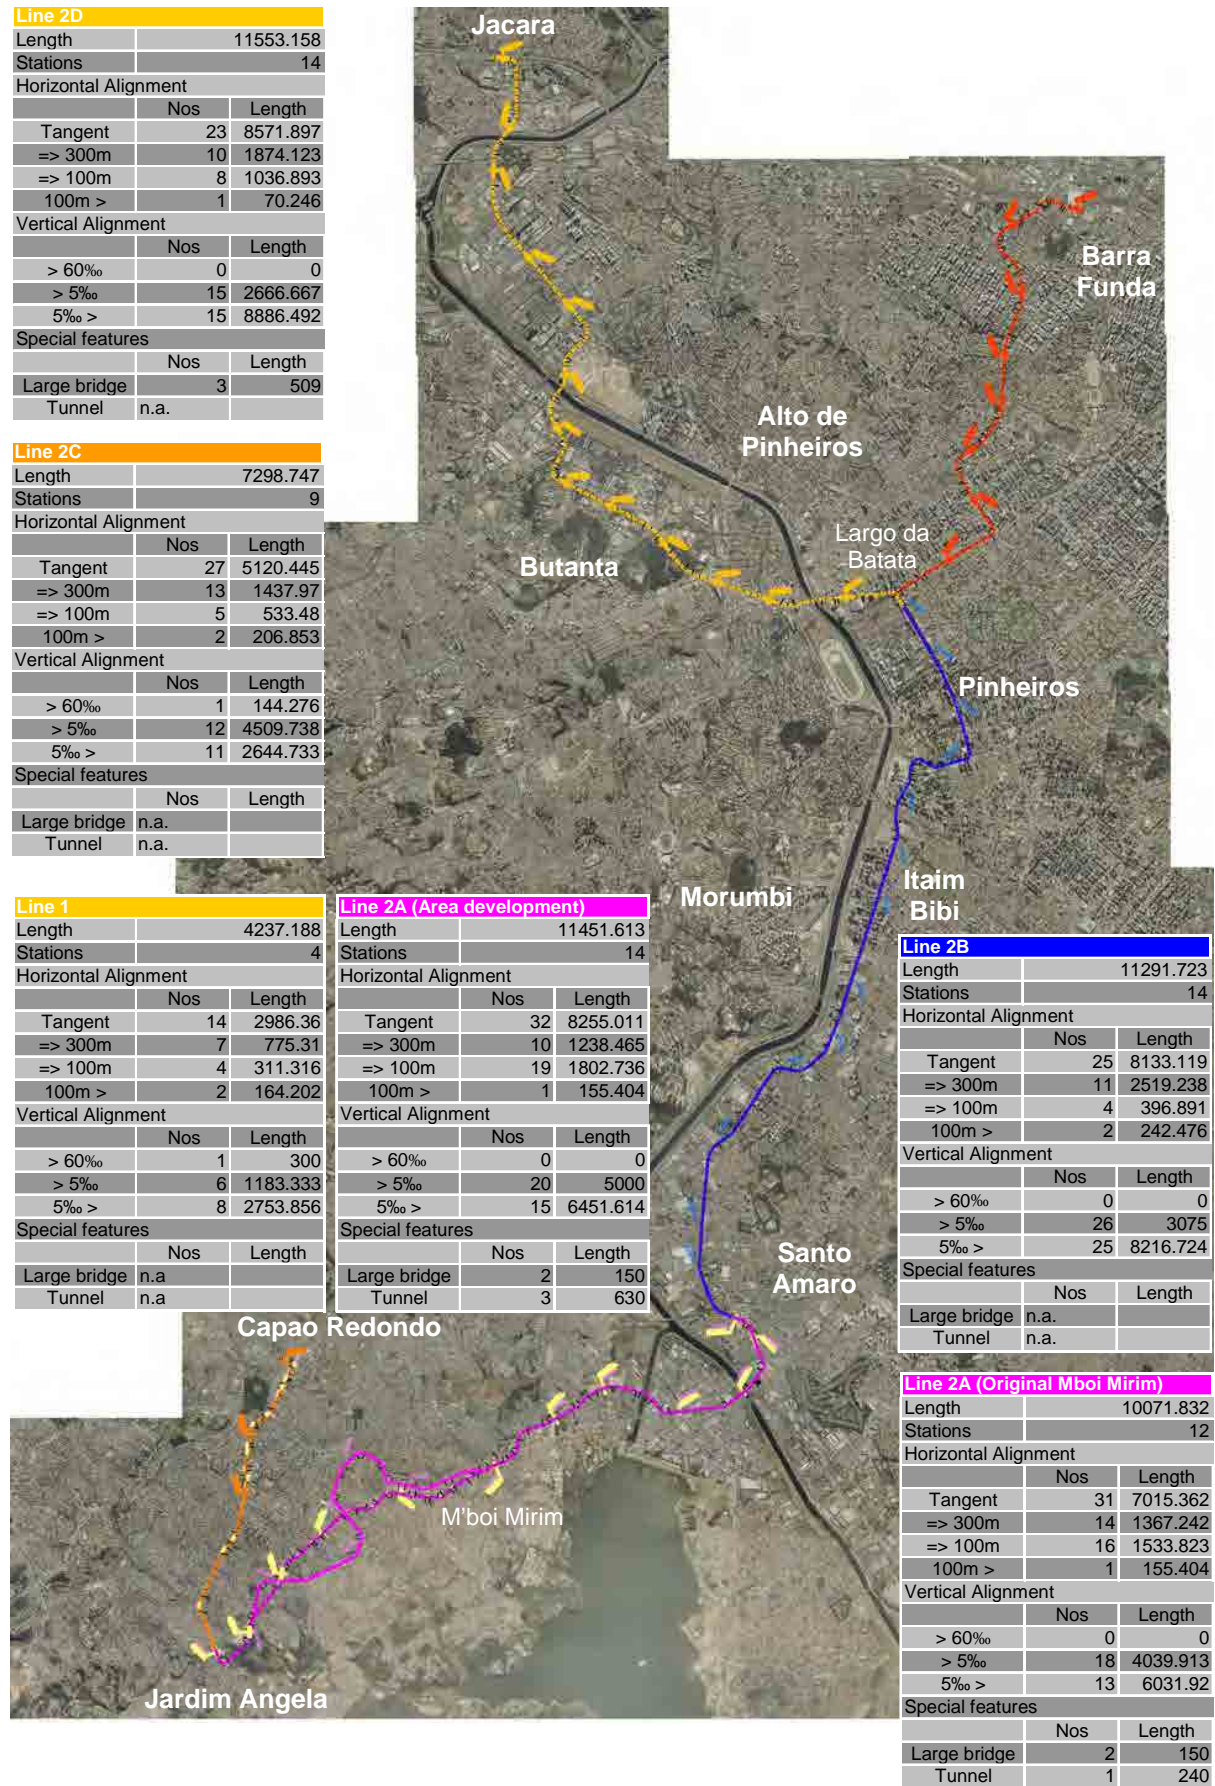 Line 2D
Length 11553.158
Stations 14
Horizontal Alignment
Nos Length
Tangent 23 8571.897
=> 300m 10 1874.123
=> 100m 8 1036.893
100m > 1 70.246
Vertical Alignment
Nos Length
> 60‰ 0 0
> 5‰ 15 2666.667
5‰ > 15 8886.492
Special features
Nos Length
Large bridge 3 509
Tunnel n.a.
Line 2C
Length 7298.747
Stations 9
Horizontal Alignment
Nos Length
Tangent 27 5120.445
=> 300m 13 1437.97
=> 100m 5 533.48
100m > 2 206.853
Vertical Alignment
Nos Length
> 60‰ 1 144.276
> 5‰ 12 4509.738
5‰ > 11 2644.733
Special features
Nos Length
Large bridge n.a.
Tunnel n.a.
Jacara
Barra
Funda
Alto de
Pinheiros
Largo da
Batata
Butanta
Pinheiros
Morumbi
Itaim
Bibi
Line 1
Length 4237.188
Stations 4
Horizontal Alignment
Nos Length
Tangent 14 2986.36
=> 300m 7 775.31
=> 100m 4 311.316
100m > 2 164.202
Vertical Alignment
Nos Length
> 60‰ 1 300
> 5‰ 6 1183.333
5‰ > 8 2753.856
Special features
Nos Length
Large bridge n.a
Tunnel n.a
Line 2A (Area development)
Length 11451.613
Stations 14
Horizontal Alignment
Nos Length
Tangent 32 8255.011
=> 300m 10 1238.465
=> 100m 19 1802.736
100m > 1 155.404
Vertical Alignment
Nos Length
> 60‰ 0 0
> 5‰ 20 5000
5‰ > 15 6451.614
Special features
Nos Length
Large bridge 2 150
Tunnel 3 630
Line 2B
Length 11291.723
Stations 14
Horizontal Alignment
Nos Length
Tangent 25 8133.119
=> 300m 11 2519.238
=> 100m 4 396.891
100m > 2 242.476
Vertical Alignment
Nos Length
> 60‰ 0 0
> 5‰ 26 3075
5‰ > 25 8216.724
Special features
Nos Length
Large bridge n.a.
Tunnel n.a.
Santo
Amaro
Capao Redondo
M'boi Mirim
Jardim Angela
Line 2A (Original Mboi Mirim)
Length 10071.832
Stations 12
Horizontal Alignment
Nos Length
Tangent 31 7015.362
=> 300m 14 1367.242
=> 100m 16 1533.823
100m > 1 155.404
Vertical Alignment
Nos Length
> 60‰ 0 0
> 5‰ 18 4039.913
5‰ > 13 6031.92
Special features
Nos Length
Large bridge 2 150
Tunnel 1 240